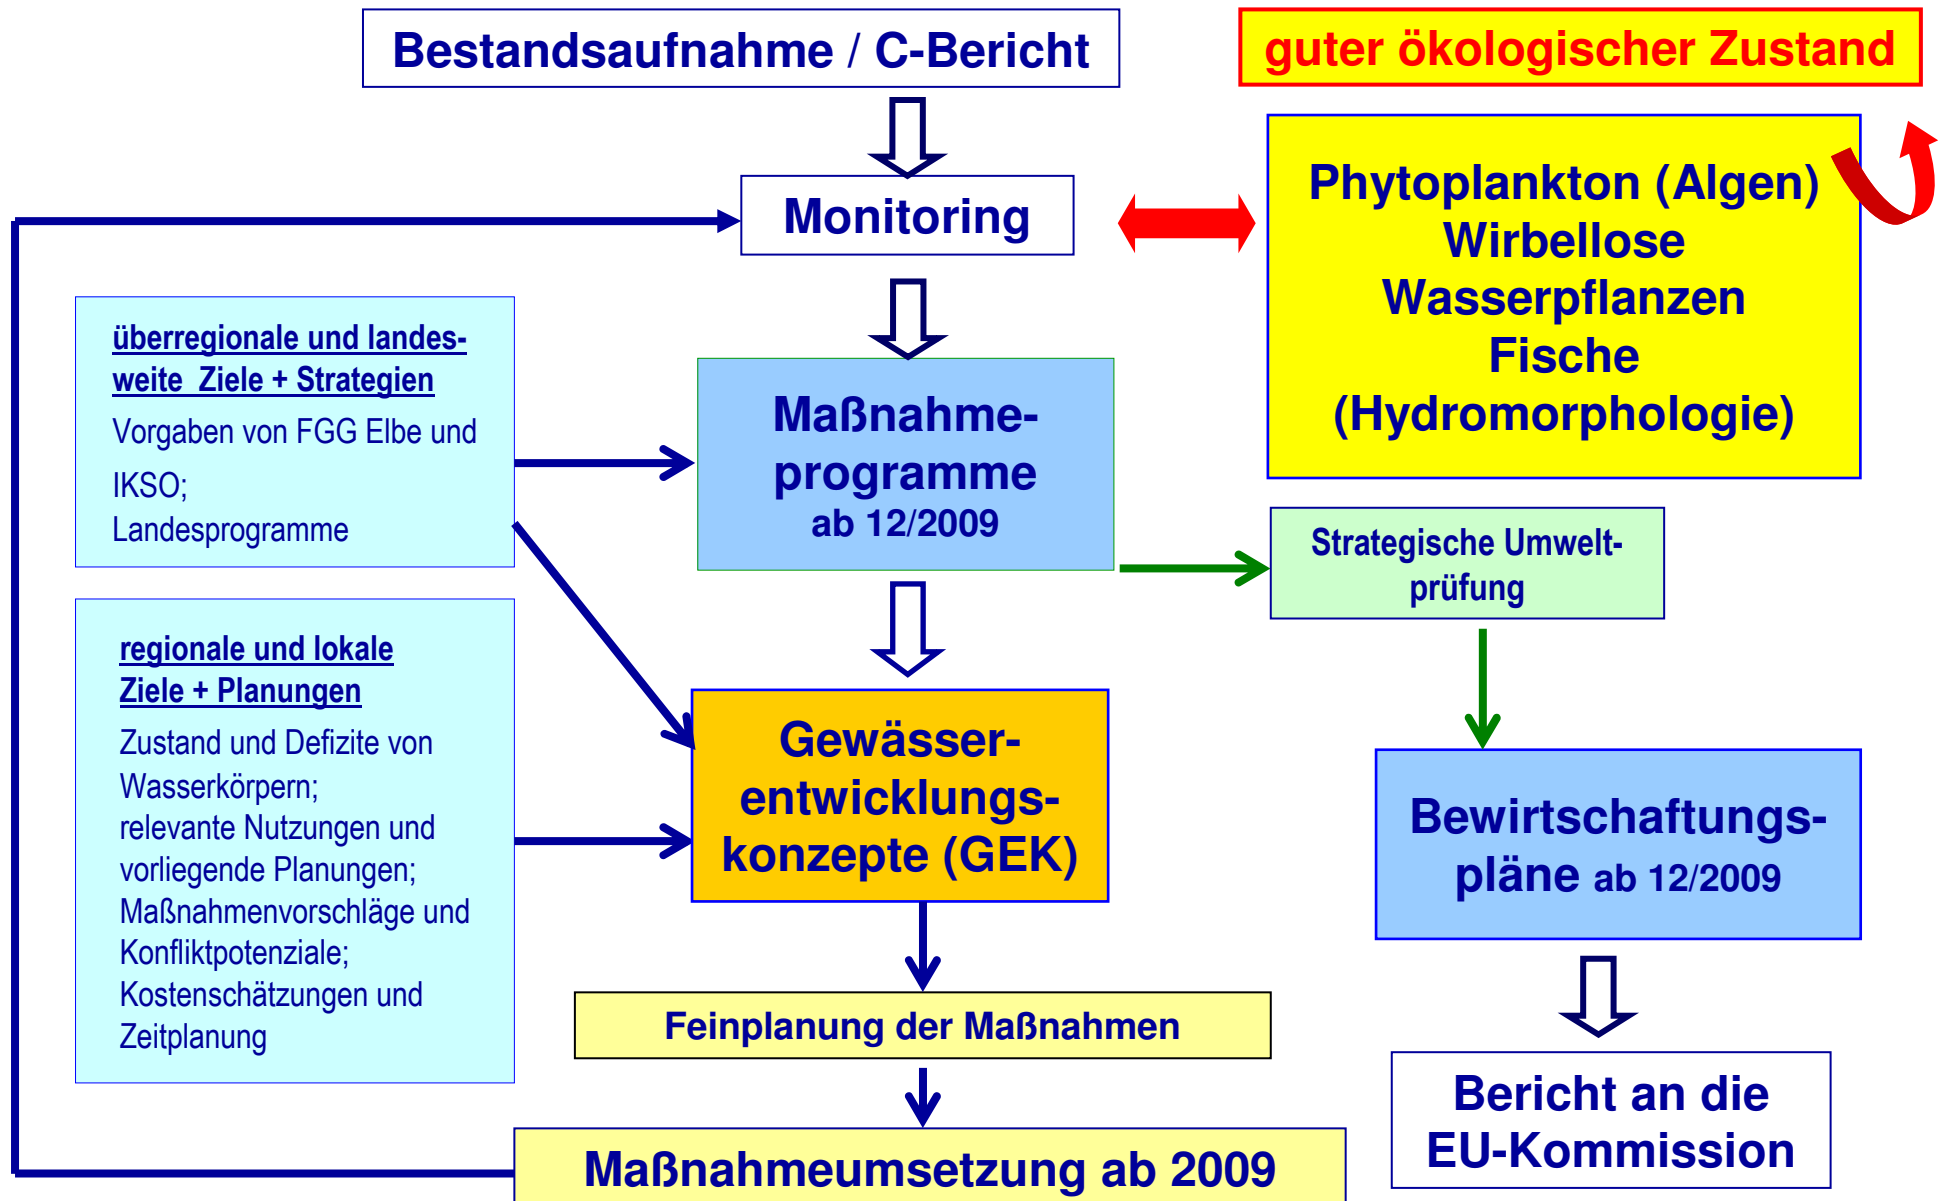 Bestandsaufnahme / C-Bericht
guter ökologischer Zustand
Monitoring
Phytoplankton (Algen)
Wirbellose
Wasserpflanzen
Fische
(Hydromorphologie)
überregionale und landes-
weite Ziele + Strategien
Vorgaben von FGG Elbe und
IKSO;
Landesprogramme
Maßnahme-
programme
ab 12/2009
Strategische Umwelt-
prüfung
regionale und lokale
Ziele + Planungen
Zustand und Defizite von
Wasserkörpern;
relevante Nutzungen und
vorliegende Planungen;
Maßnahmenvorschläge und
Konfliktpotenziale;
Kostenschätzungen und
Zeitplanung
Gewässer-
entwicklungs-
konzepte (GEK)
Bewirtschaftungs-
pläne ab 12/2009
Feinplanung der Maßnahmen
Bericht an die
EU-Kommission
Maßnahmeumsetzung ab 2009